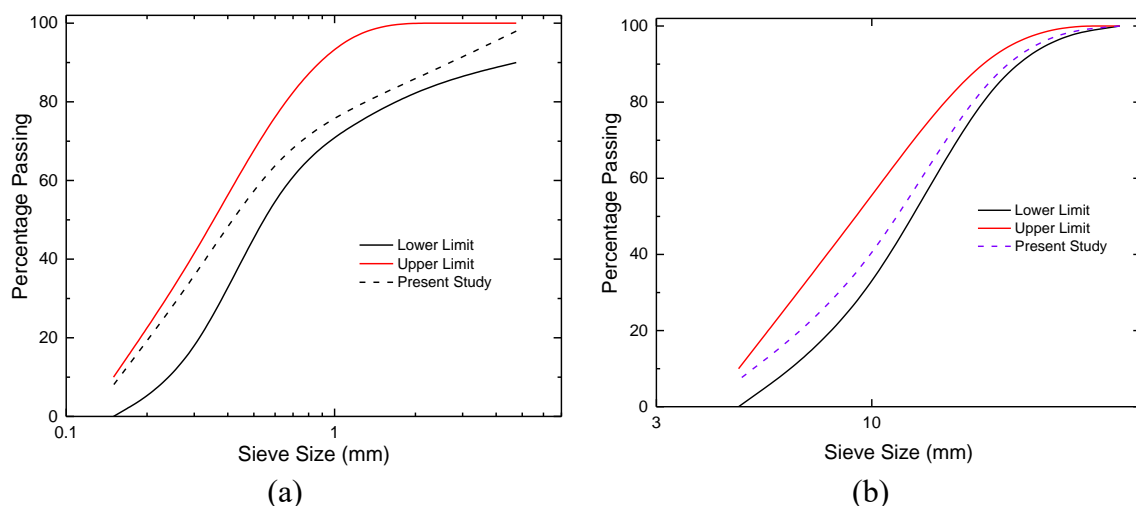 100
80
60
40
20
0
Percentage Passing
0.1
1
Sieve Size (mm)
Lower Limit
Upper Limit
Present Study
(a)
100
80
60
40
20
0
Percentage Passing
3
10
Sieve Size (mm)
Lower Limit
Upper Limit
Present Study
(b)